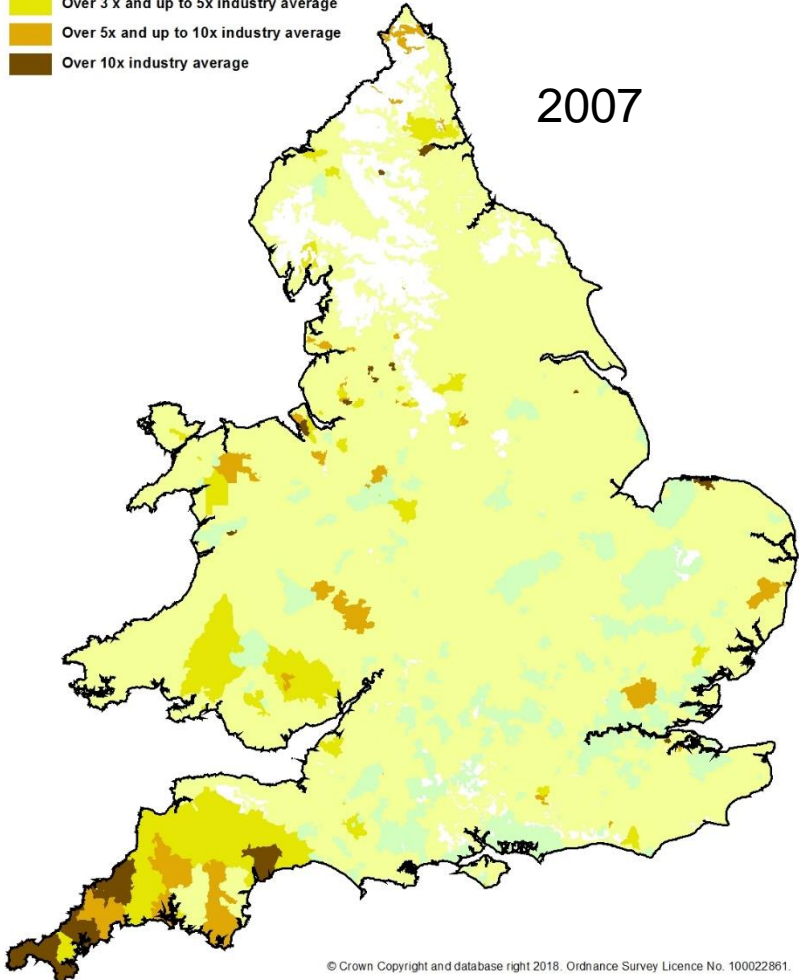 Over 3 x and up to 5x industry average
Over 5x and up to 10x industry average
Over 10x industry average
2007
© Crown Copyright and database right 2018. Ordnance Survey Licence No. 100022861.